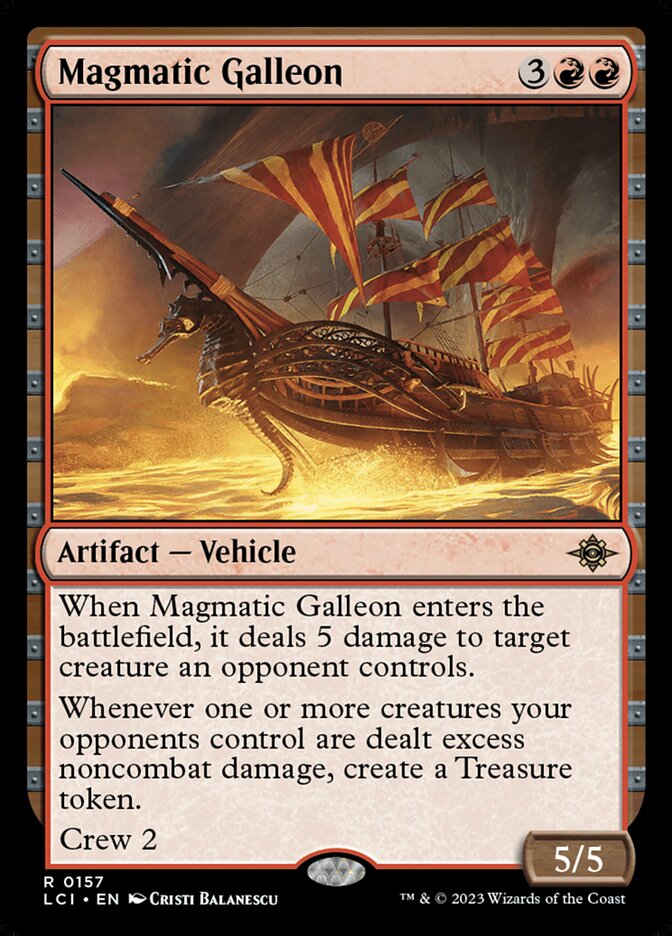 Magmatic Galleon 3
Artifact — Vehicle
When Magmatic Galleon enters the
battlefield, it deals 5 damage to target
creature an opponent controls.
Whenever one or more creatures your
opponents control are dealt excess
noncombat damage, create a Treasure
token.
Crew 2
5/5
R 0157
LCI • EN Cristi Balanescu
™ & © 2023 Wizards of the Coast